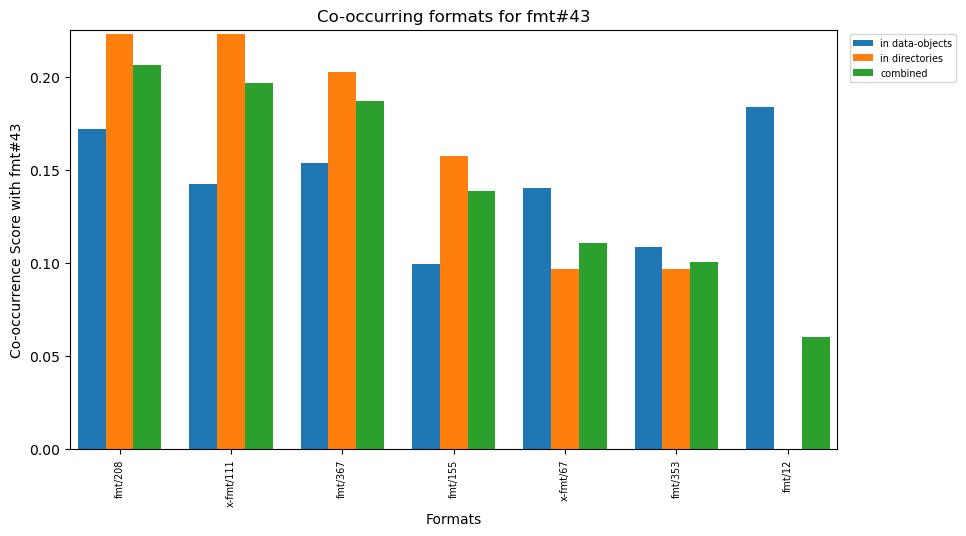 Co-occurring formats for fmt#43
in data-objects
in directories
combined
Co-occurrence Score with fmt#43
0.20
0.15
0.10
0.05
0.00
fmt/208
x-fmt/111
fmt/367
fmt/155
x-fmt/67
fmt/353
fmt/12
Formats